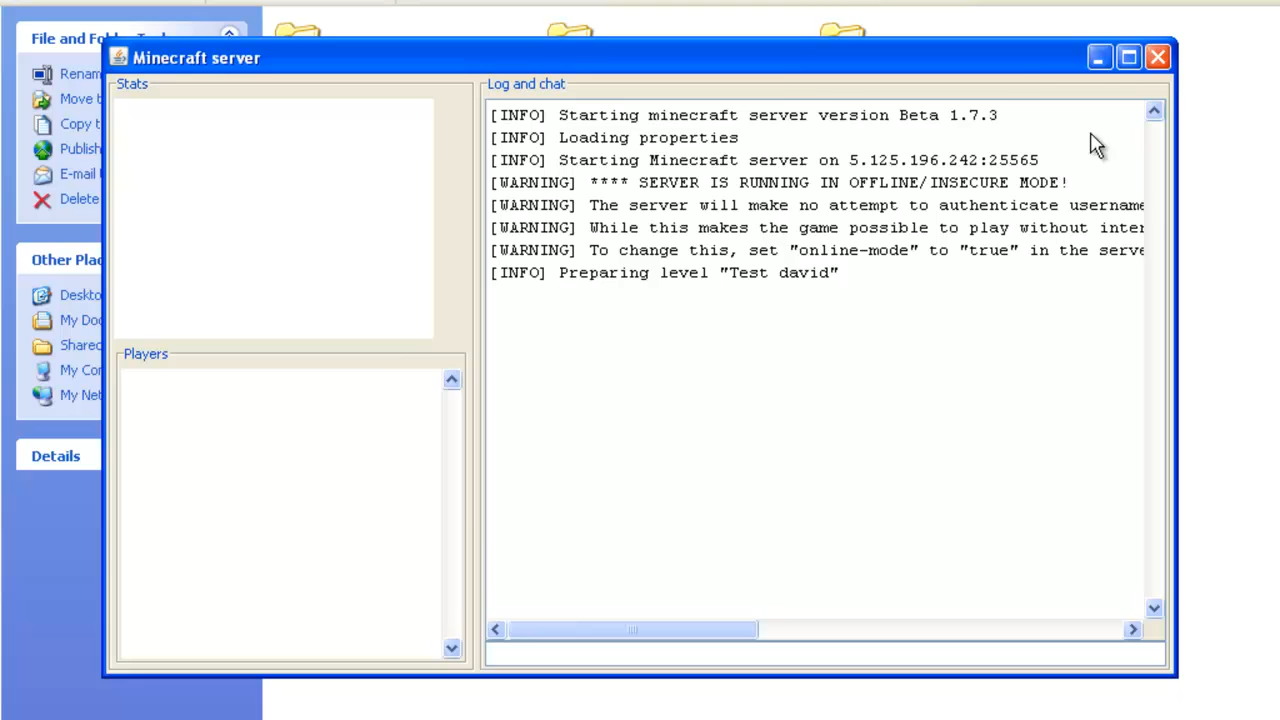 File and Fo
Minecraft server
Stats
Log and chat
Renam
Move t
Copy t
Publish
E-mail
Delete
Other Plac
Deskto
My Doc
Shared
My Con
My Net
Details
Players
[INFO] Starting minecraft server version Beta 1.7.3
[INFO] Loading properties
[INFO] Starting Minecraft server on 5.125.196.242:25565
[WARNING] **** SERVER IS RUNNING IN OFFLINE/INSECURE MODE!
[WARNING] The server will make no attempt to authenticate username
[WARNING] While this makes the game possible to play without inter
[WARNING] To change this, set "online-mode" to "true" in the serve
[INFO] Preparing level "Test david"